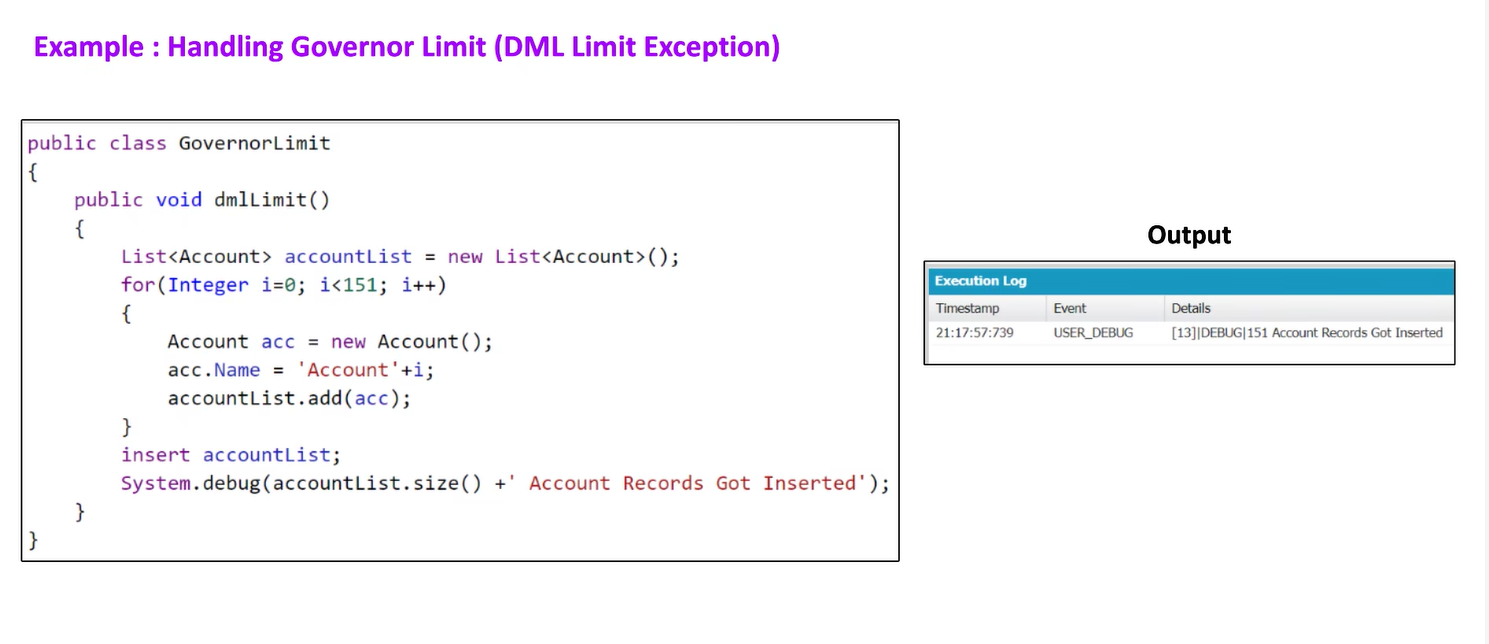 Example : Handling Governor Limit (DML Limit Exception)
public class GovernorLimit
{
    public void dmlLimit()
    {
        List<Account> accountList = new List<Account>();
        for(Integer i=0; i<151; i++)
        {
            Account acc = new Account();
            acc.Name = 'Account'+i;
            accountList.add(acc);
        }
        insert accountList;
        System.debug(accountList.size() +' Account Records Got Inserted');
    }
}
Output
Execution Log
Timestamp Event Details
21:17:57:739 USER_DEBUG [13]|DEBUG|151 Account Records Got Inserted